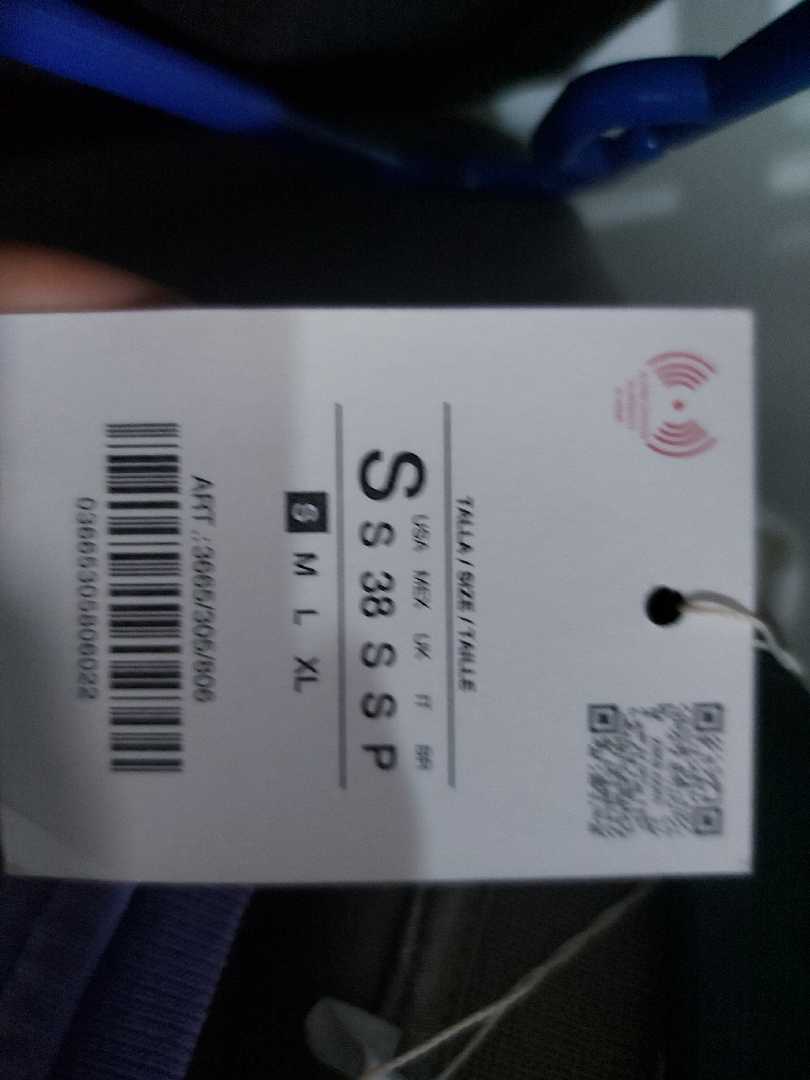 TALLA / SIZE / TAILLE
USA MEX UK IT BR
S S 38 S S P
S M L XL
ART.:3665/305/806
03665305806022